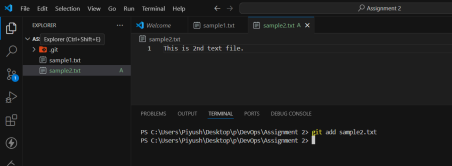 File Edit Selection View Go Run Terminal Help
Assignment 2
EXPLORER
Welcome
sample1.txt
sample2.txt A
AS
Explorer (Ctrl+Shift+E)
.git
sample1.txt
sample2.txt A
sample2.txt
1 This is 2nd text file.
PROBLEMS OUTPUT TERMINAL PORTS DEBUG CONSOLE
PS C:\Users\Piyush\Desktop\p\DevOps\Assignment 2> git add sample2.txt
PS C:\Users\Piyush\Desktop\p\DevOps\Assignment 2>